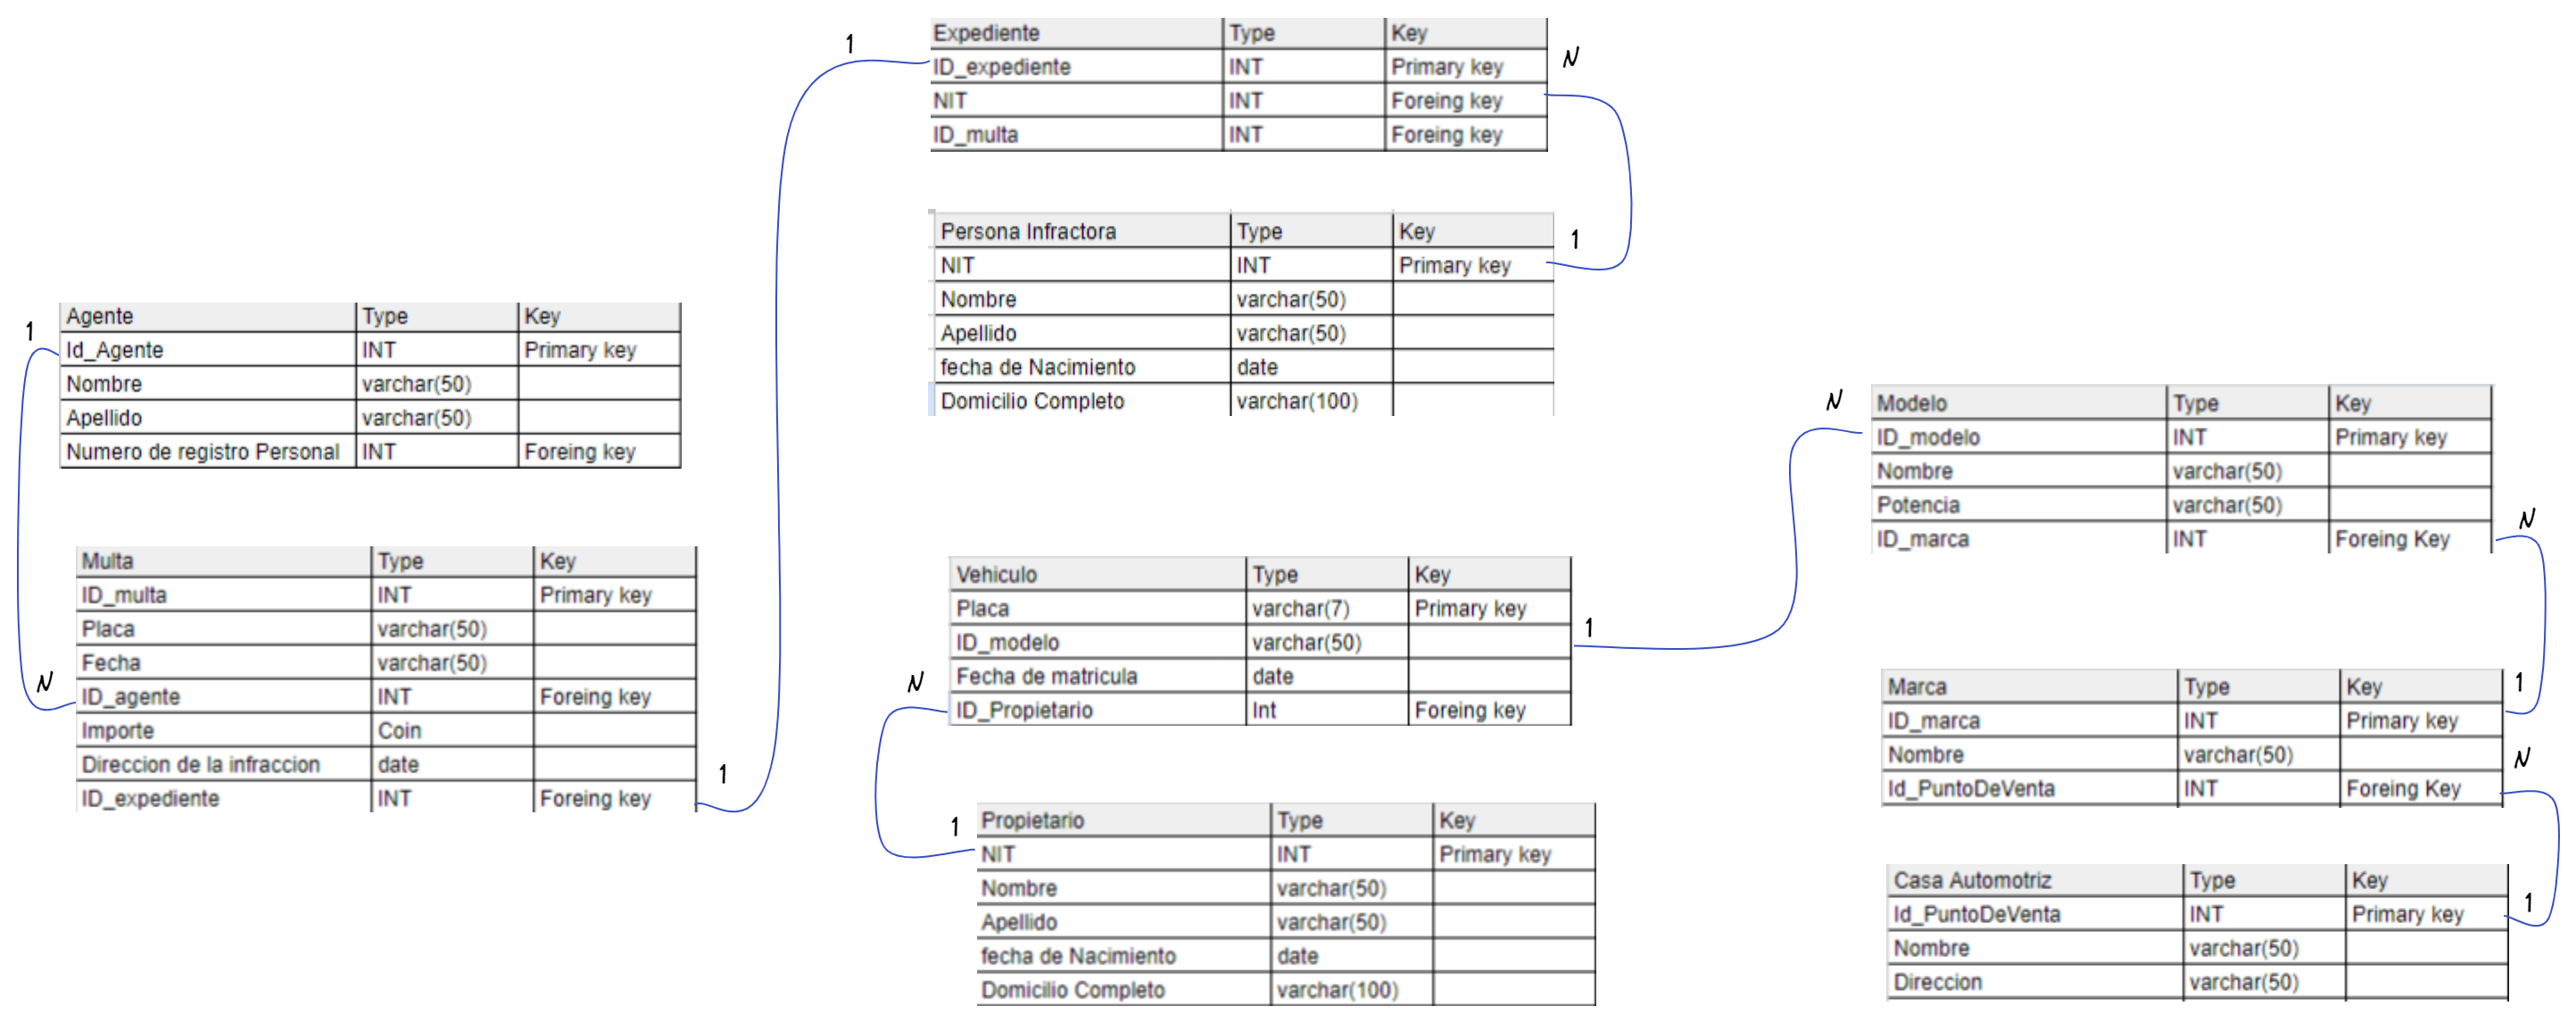 Expediente Type Key
ID_expediente INT Primary key
NIT INT Foreing key
ID_multa INT Foreing key
1
N
Persona Infractora Type Key
NIT INT Primary key
Nombre varchar(50)
Apellido varchar(50)
fecha de Nacimiento date
Domicilio Completo varchar(100)
1
Agente Type Key
Id_Agente INT Primary key
Nombre varchar(50)
Apellido varchar(50)
Numero de registro Personal INT Foreing key
1
Multa Type Key
ID_multa INT Primary key
Placa varchar(50)
Fecha varchar(50)
ID_agente INT Foreing key
Importe Coin
Direccion de la infraccion date
ID_expediente INT Foreing key
N
1
Vehiculo Type Key
Placa varchar(7) Primary key
ID_modelo varchar(50)
Fecha de matricula date
ID_Propietario Int Foreing key
1
N
Propietario Type Key
NIT INT Primary key
Nombre varchar(50)
Apellido varchar(50)
fecha de Nacimiento date
Domicilio Completo varchar(100)
1
Modelo Type Key
ID_modelo INT Primary key
Nombre varchar(50)
Potencia varchar(50)
ID_marca INT Foreing Key
N
N
Marca Type Key
ID_marca INT Primary key
Nombre varchar(50)
Id_PuntoDeVenta INT Foreing Key
1
N
Casa Automotriz Type Key
Id_PuntoDeVenta INT Primary key
Nombre varchar(50)
Direccion varchar(50)
1